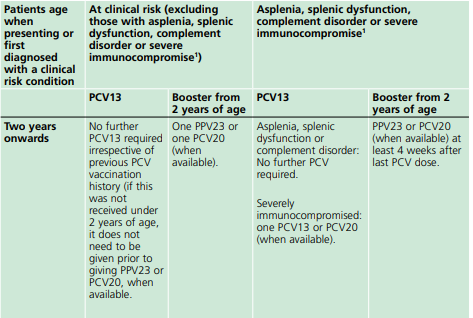 Patients age
when
presenting or
first
diagnosed
with a clinical
risk condition
At clinical risk (excluding
those with asplenia, splenic
dysfunction, complement
disorder or severe
immunocompromise¹)
Asplenia, splenic dysfunction,
complement disorder or severe
immunocompromise¹
PCV13
Booster from
2 years of age
PCV13
Booster from 2
years of age
Two years
onwards
No further
PCV13 required
irrespective of
previous PCV
vaccination
history (if this was
not received under
2 years of age,
it does not
need to be
given prior to
giving PPV23 or
PCV20, when
available.
One PPV23 or
one PCV20
(when
available).
Asplenia, splenic
dysfunction or
complement disorder:
No further PCV
required.
Severely
immunocompromised:
one PCV13 or PCV20
(when available).
PPV23 or PCV20
(when available) at
least 4 weeks after
last PCV dose.